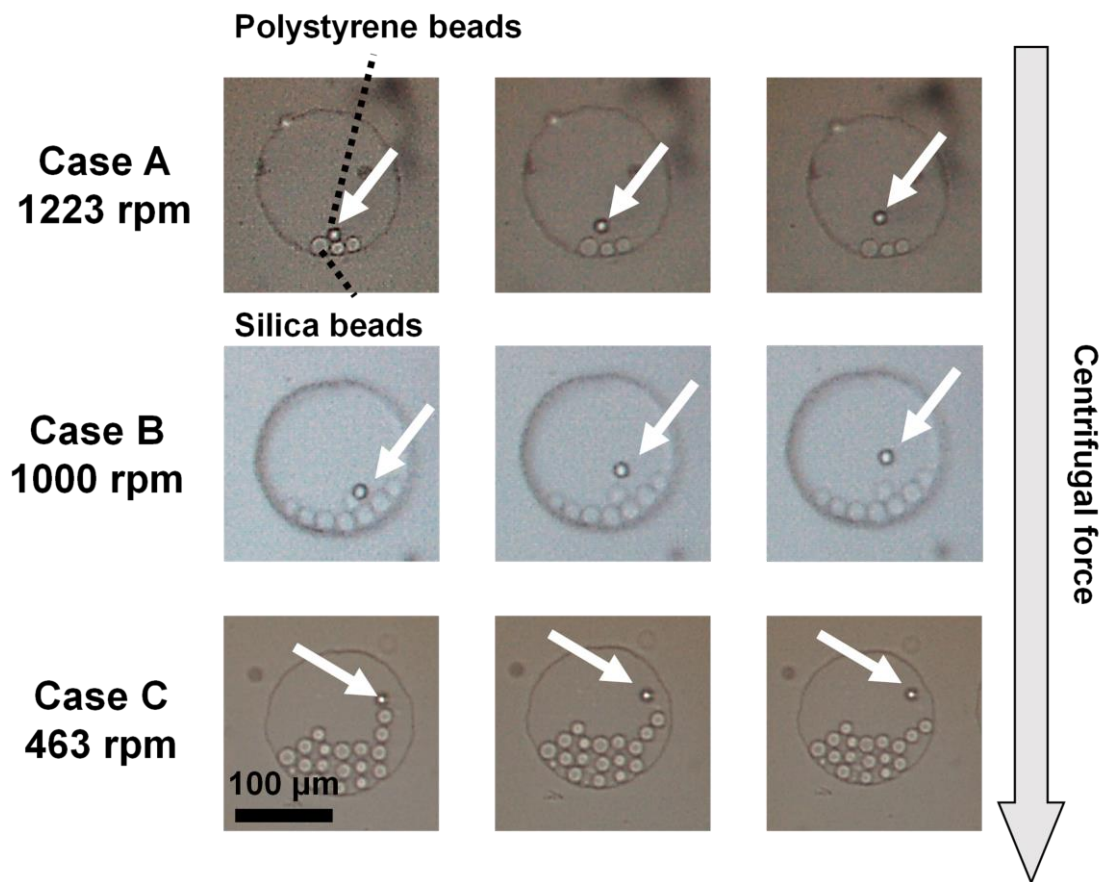 Polystyrene beads
Case A
1223 rpm
Silica beads
Case B
1000 rpm
Case C
463 rpm
100 µm
Centrifugal force